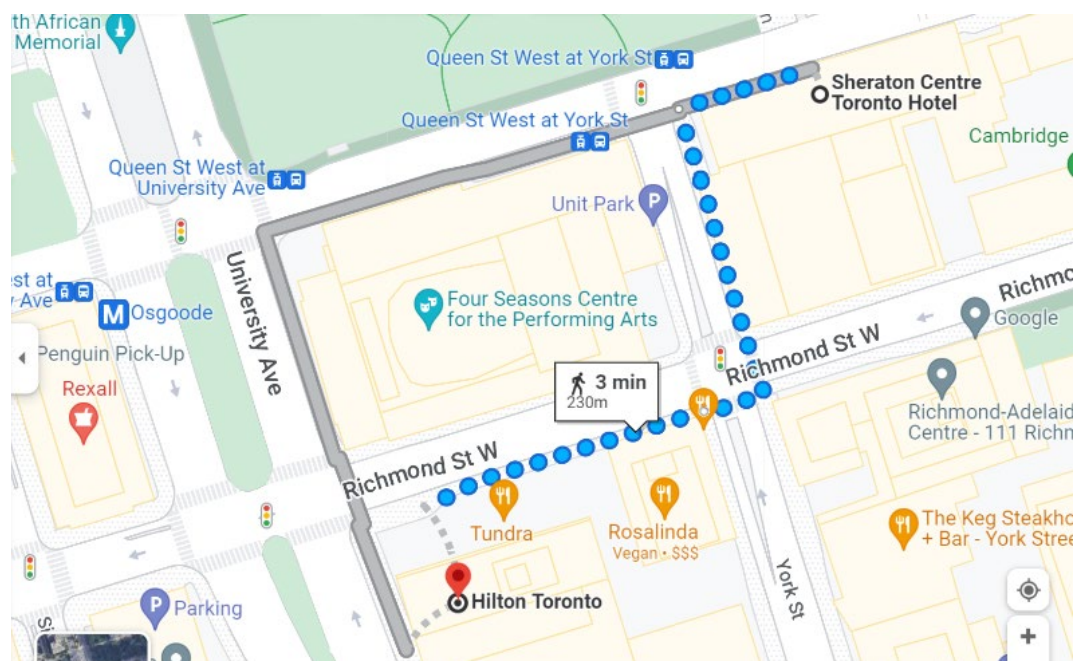 th African
Memorial
Queen St West at York St
Sheraton Centre
Toronto Hotel
Queen St West at York St
Cambridge
Queen St West at
University Ave
Unit Park
P
University Ave
est at
Ave
M
Osgoode
Four Seasons Centre
for the Performing Arts
Richmo
Google
Penguin Pick-Up
Richmond St W
Rexall
3 min
230m
Richmond-Adelaid
Centre - 111 Richm
Richmond St W
Tundra
Rosalinda
Vegan • $$$
The Keg Steakho
+ Bar - York Stree
York St
Hilton Toronto
P
Parking
Si
+